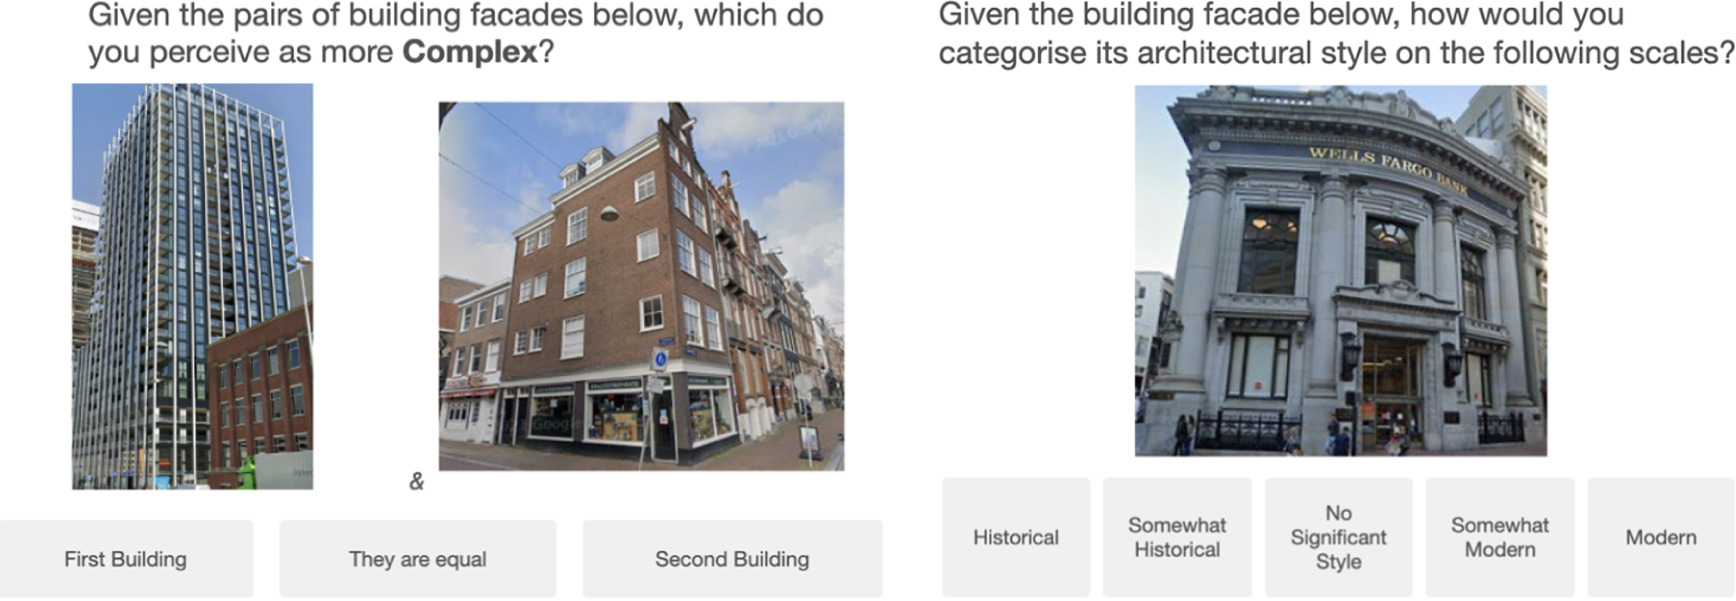 Given the pairs of building facades below, which do
you perceive as more Complex?
&
First Building
They are equal
Second Building
Given the building facade below, how would you
categorise its architectural style on the following scales?
WELLS FARGO BANK
Historical
Somewhat
Historical
No
Significant
Style
Somewhat
Modern
Modern